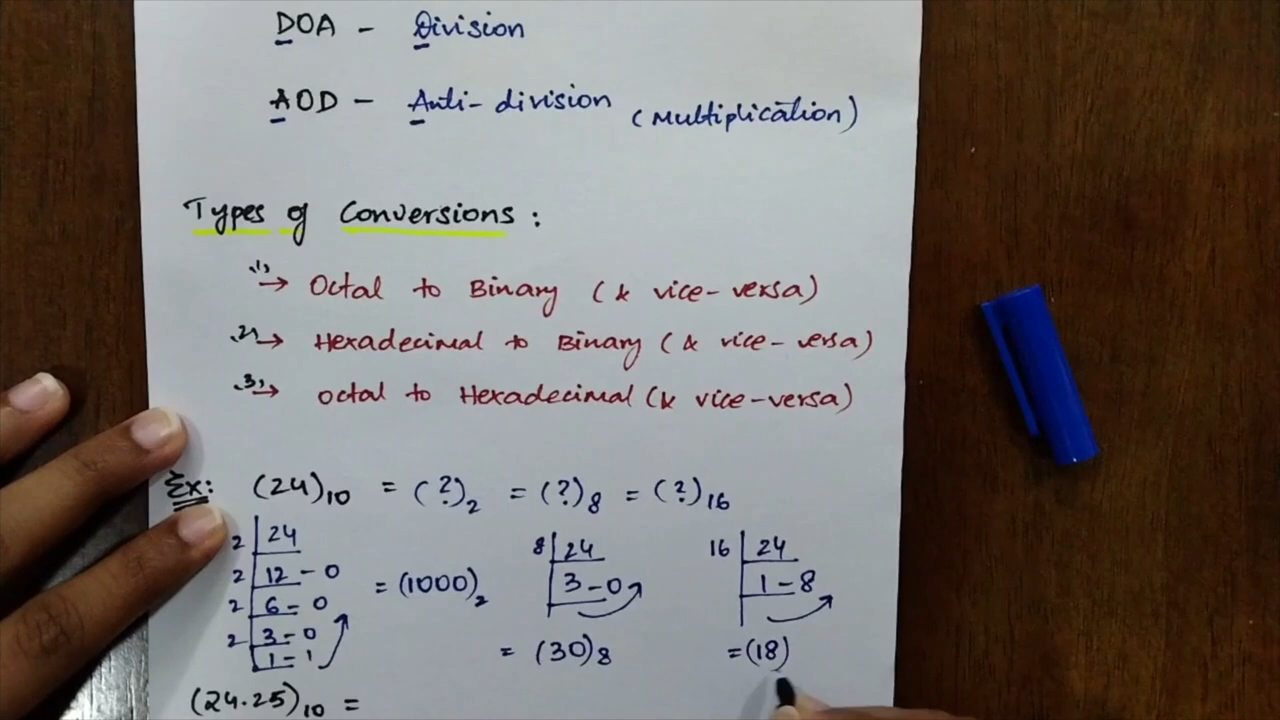 DOA - Division
AOD - Anti-division (Multiplication)
Types of Conversions :
1, → Octal to Binary (& vice-versa)
2, → Hexadecimal to Binary (& vice-versa)
3, → octal to Hexadecimal (& vice-versa)
Ex: (24)10 = (?)2 = (?)8 = (?)16
2 | 24
2 | 12 - 0
2 | 6 - 0
2 | 3 - 0
1 - 1
= (1000)2
8 | 24
3 - 0
= (30)8
16 | 24
1 - 8
= (18)
(24.25)10 =